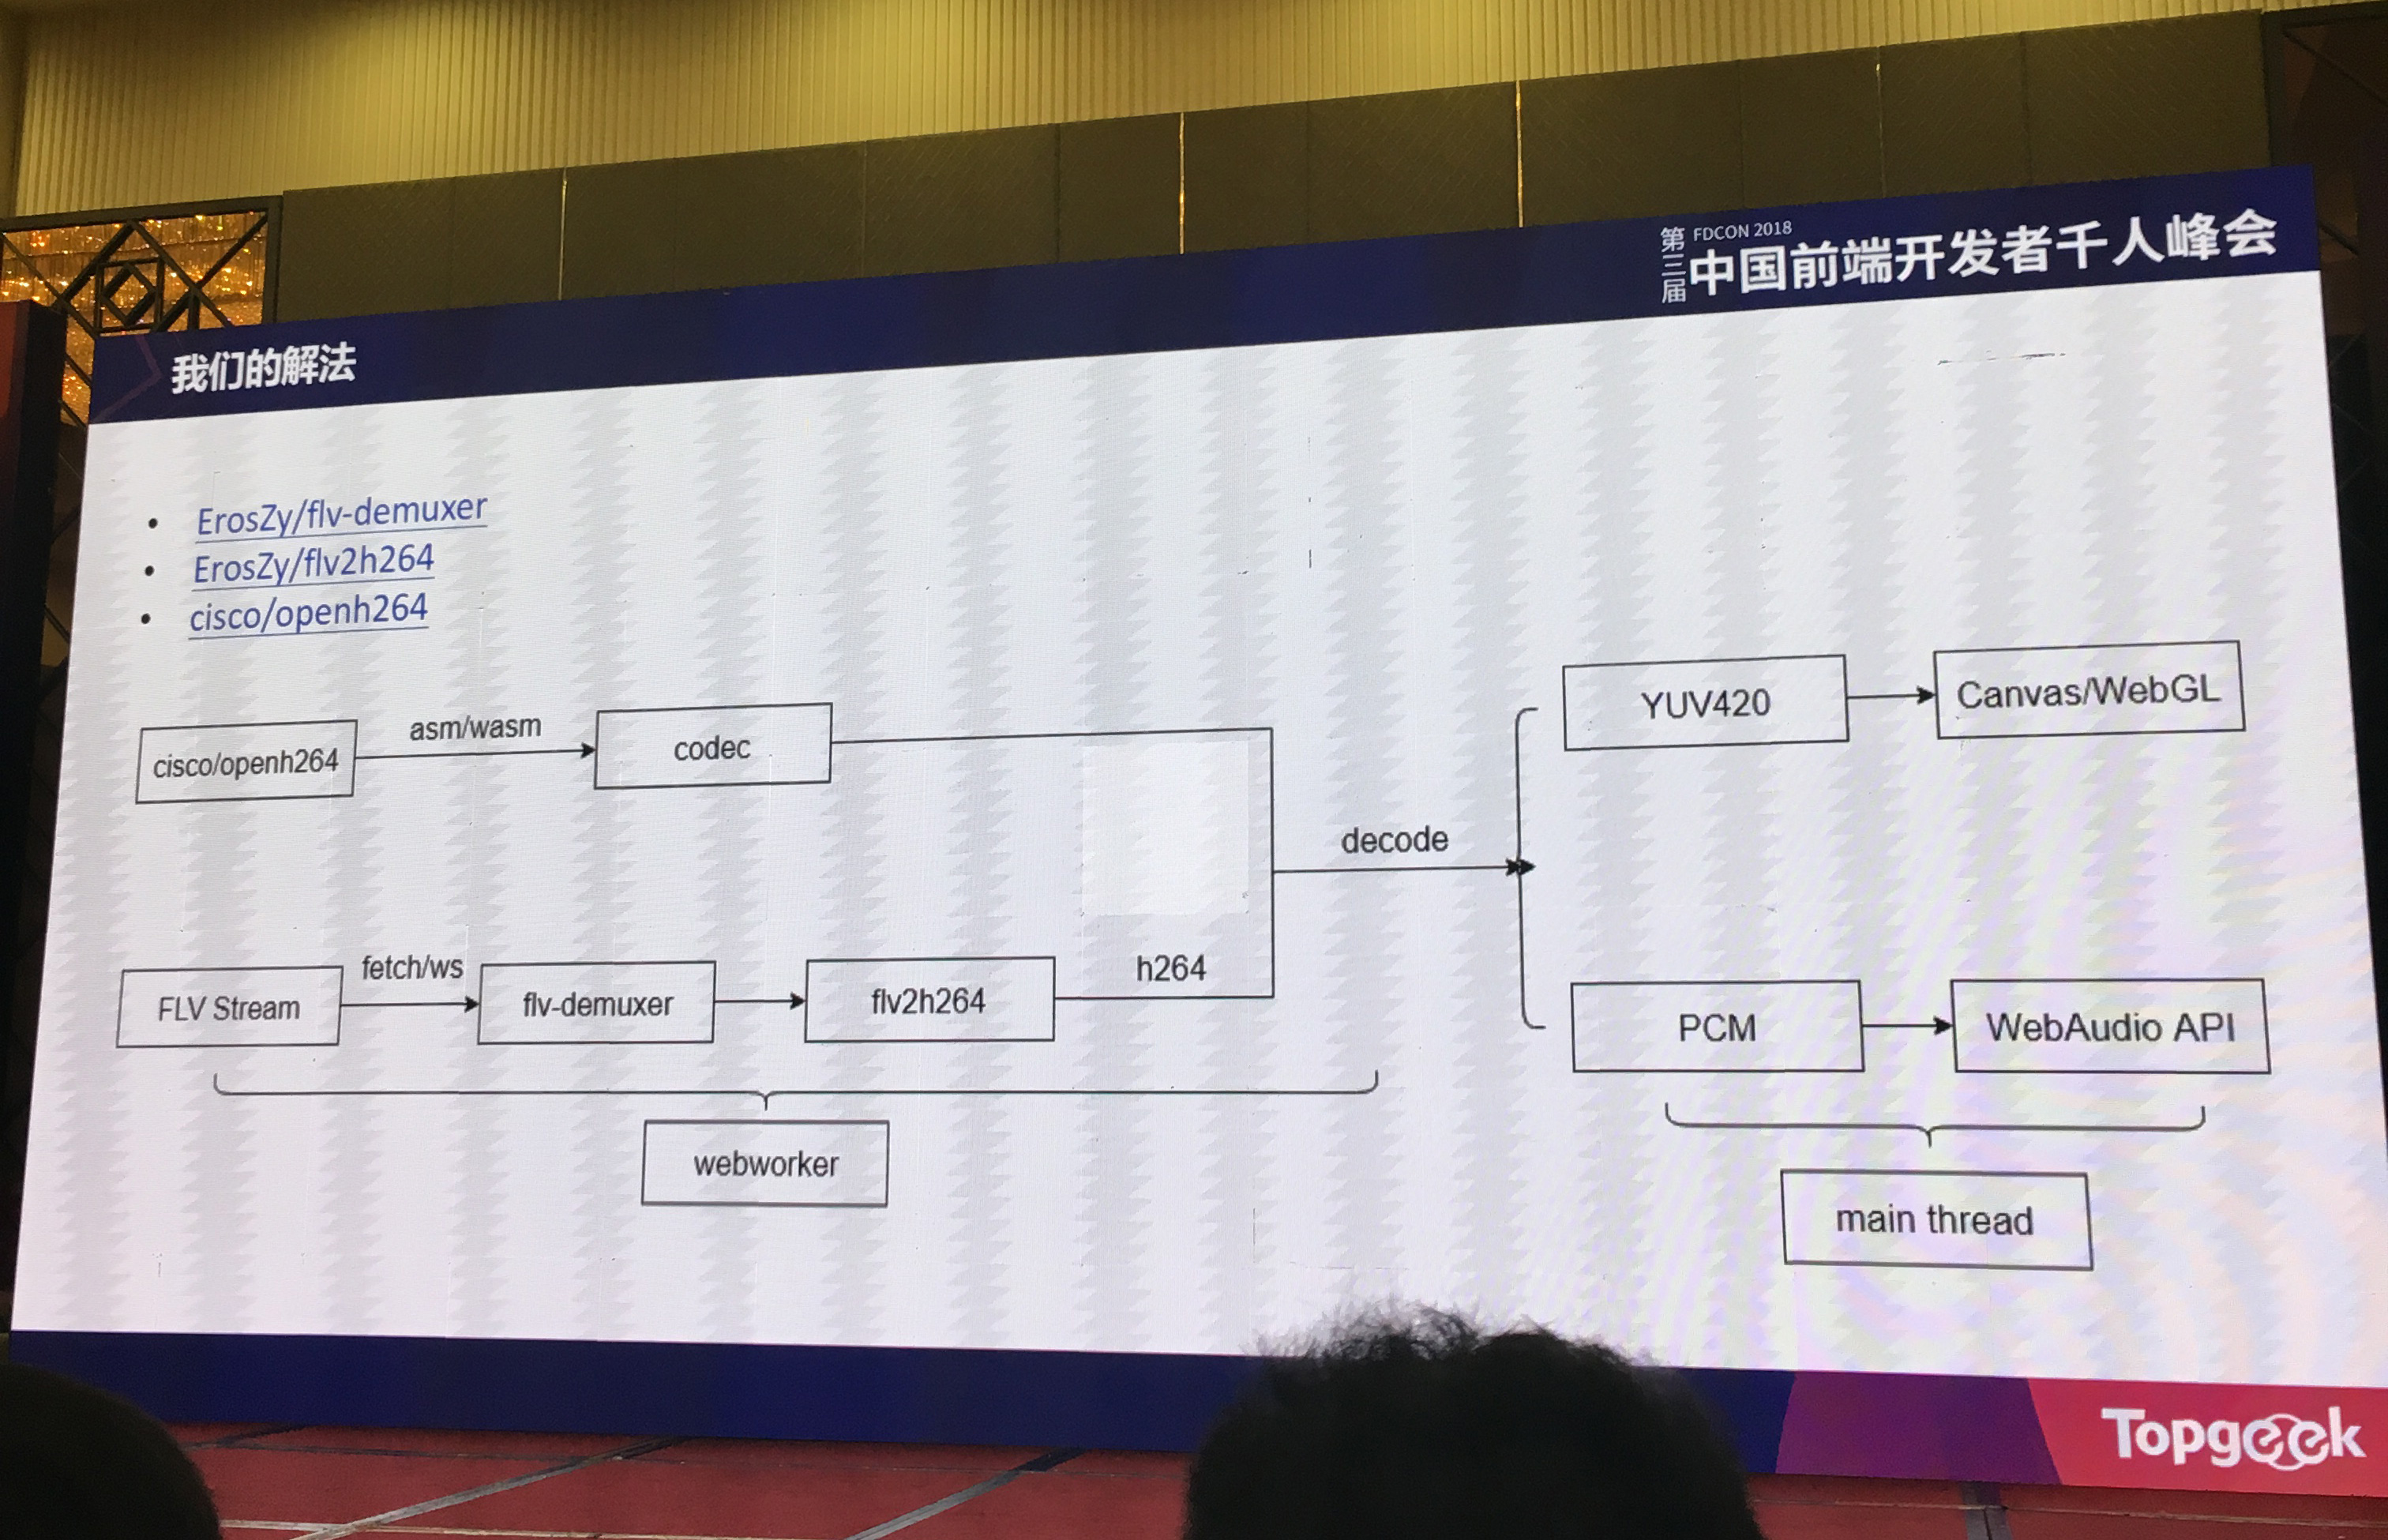 FDCON 2018
第三届
中国前端开发者千人峰会
我们的解法
• ErosZy/flv-demuxer
• ErosZy/flv2h264
• cisco/openh264
cisco/openh264
asm/wasm
codec
decode
YUV420
Canvas/WebGL
FLV Stream
fetch/ws
flv-demuxer
flv2h264
h264
PCM
WebAudio API
webworker
main thread
Topgeek